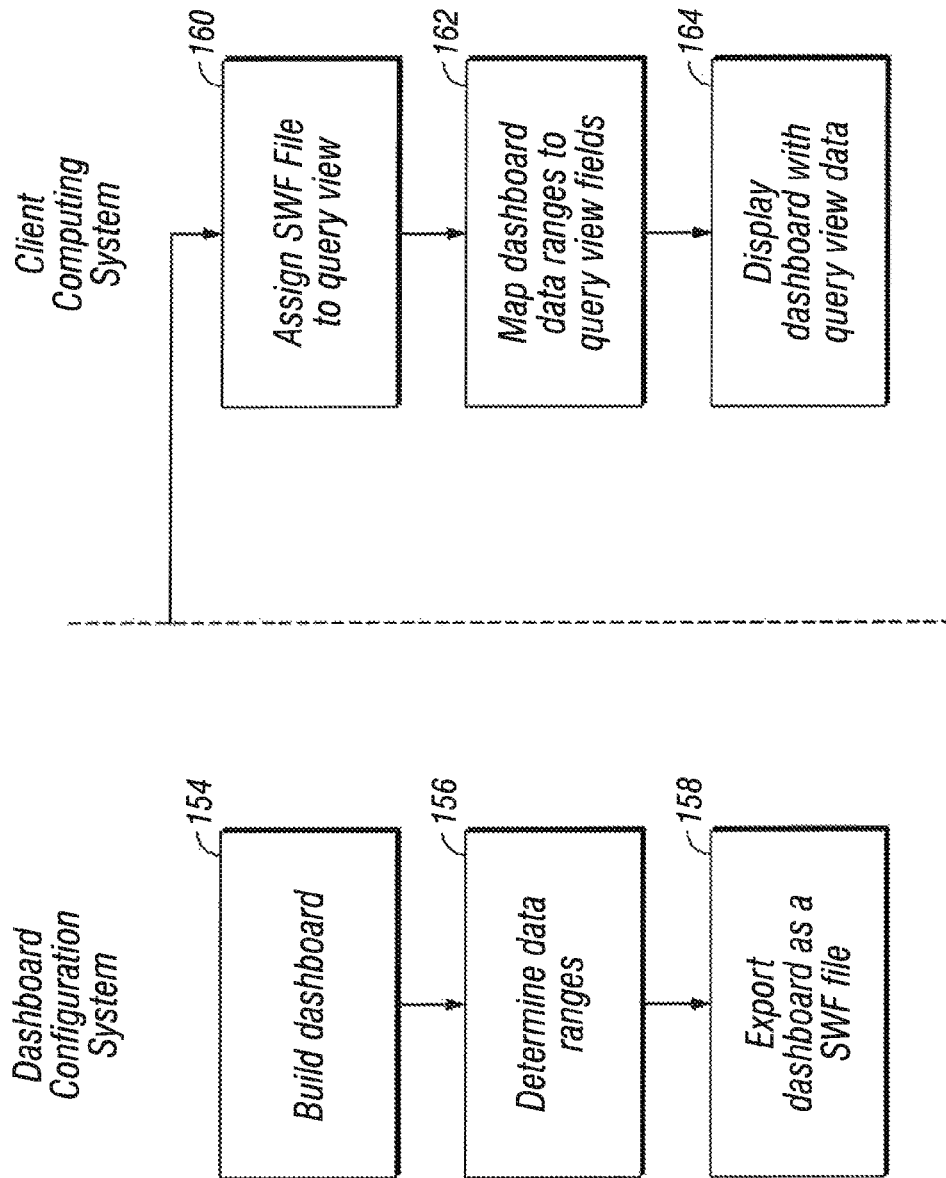 Dashboard
Configuration
System
154
Build dashboard
156
Determine data
ranges
158
Export
dashboard as a
SWF file
Client
Computing
System
160
Assign SWF File
to query view
162
Map dashboard
data ranges to
query view fields
164
Display
dashboard with
query view data